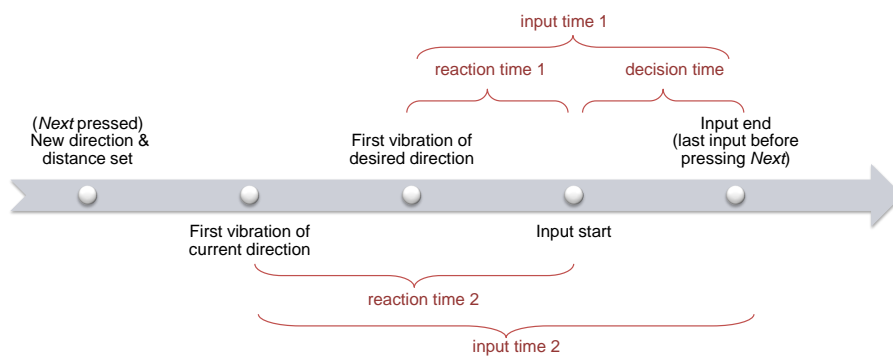 input time 1
reaction time 1
decision time
(Next pressed)
New direction &
distance set
First vibration of
desired direction
Input end
(last input before
pressing Next)
First vibration of
current direction
Input start
reaction time 2
input time 2